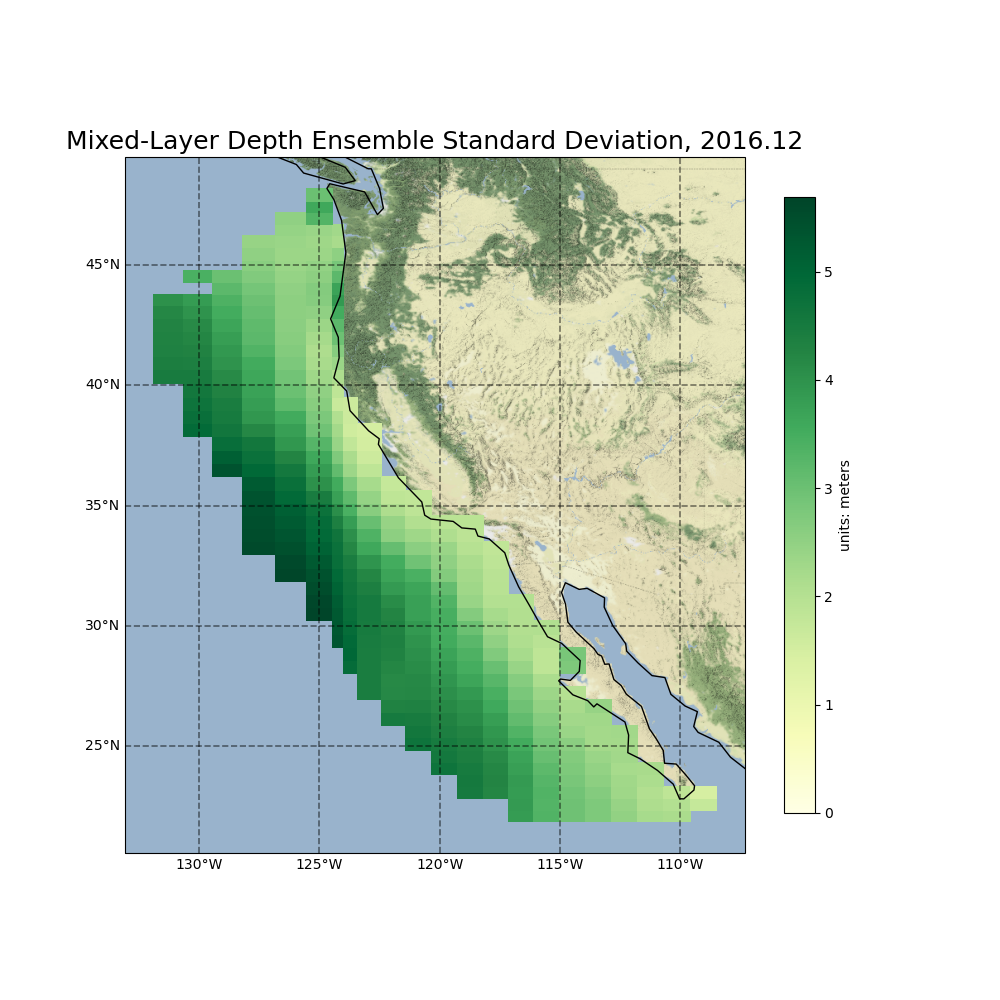 Mixed-Layer Depth Ensemble Standard Deviation, 2016.12
45°N
40°N
35°N
30°N
25°N
130°W
125°W
120°W
115°W
110°W
5
4
3
2
1
0
units: meters